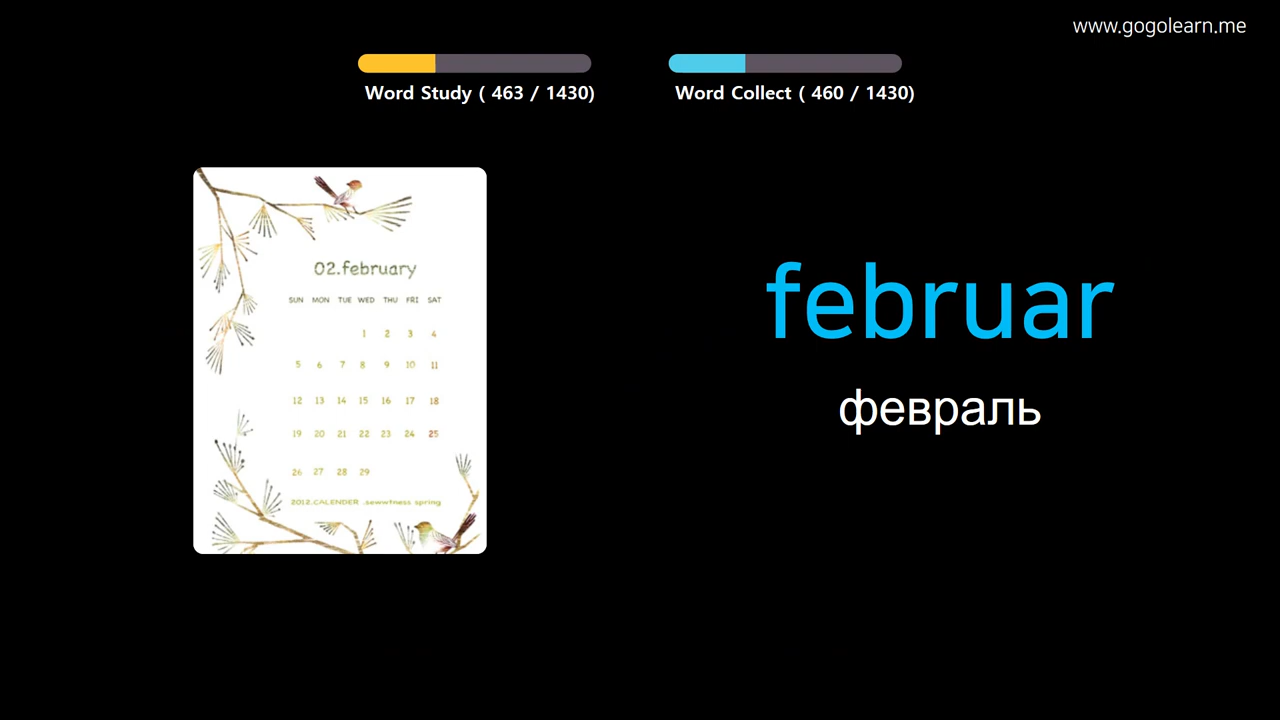 www.gogolearn.me
Word Study ( 463 / 1430)
Word Collect ( 460 / 1430)
02.february
SUN MON TUE WED THU FRI SAT
1 2 3 4
5 6 7 8 9 10 11
12 13 14 15 16 17 18
19 20 21 22 23 24 25
26 27 28 29
2012.CALENDER .sewwtness spring
februar
февраль